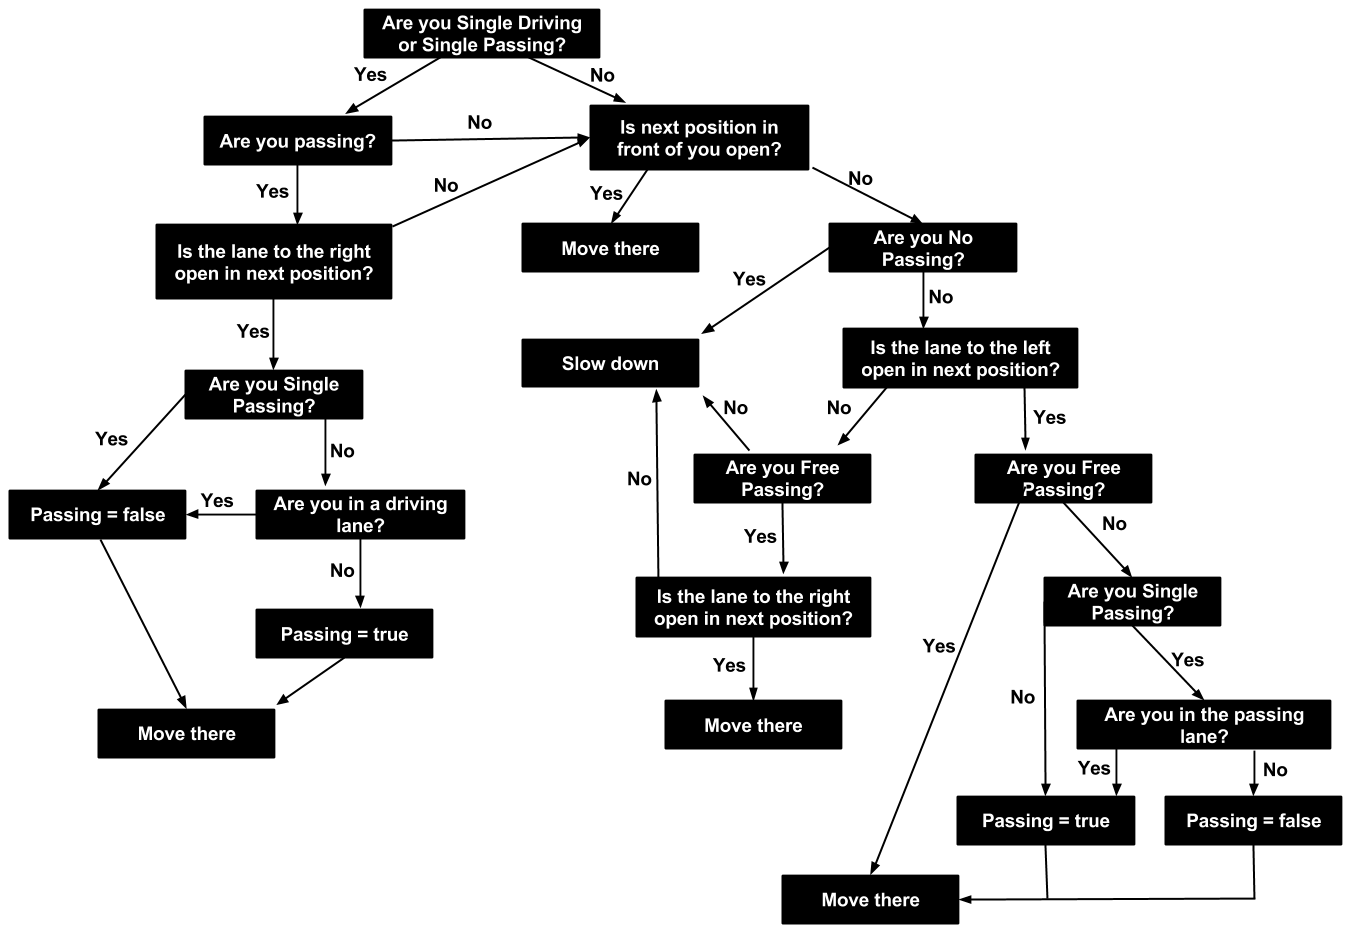 Are you Single Driving
or Single Passing?
Yes
No
Are you passing?
No
Is next position in
front of you open?
Yes
No
Yes
No
Is the lane to the right
open in next position?
Move there
Are you No
Passing?
Yes
No
Yes
Slow down
Is the lane to the left
open in next position?
Are you Single
Passing?
No
No
Yes
Yes
No
Are you Free
Passing?
Are you Free
Passing?
No
Passing = false
Yes
Are you in a driving
lane?
Yes
No
No
Is the lane to the right
open in next position?
Are you Single
Passing?
Passing = true
Yes
Yes
Yes
No
Move there
Move there
Are you in the passing
lane?
Yes
No
Passing = true
Passing = false
Move there